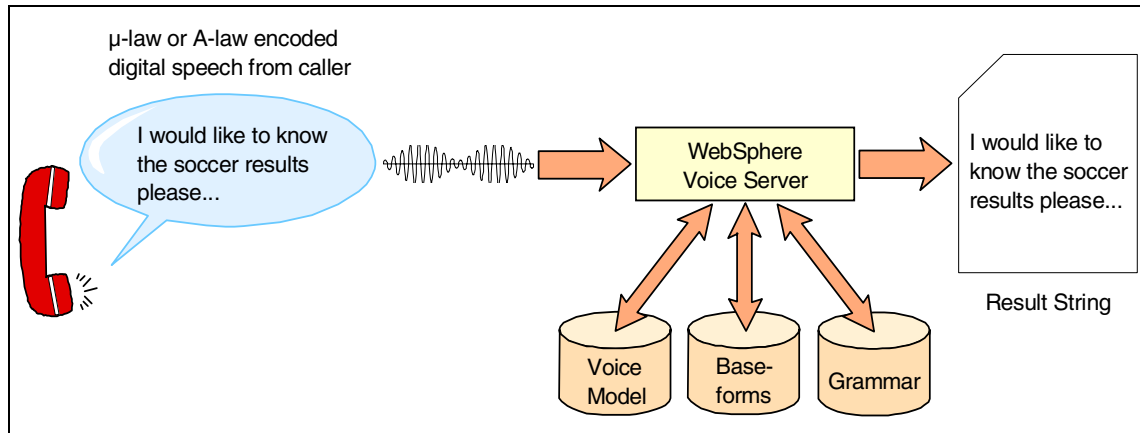 µ-law or A-law encoded
digital speech from caller
I would like to know
the soccer results
please...
WebSphere
Voice Server
I would like to
know the soccer
results please...
Result String
Voice
Model
Base-
forms
Grammar